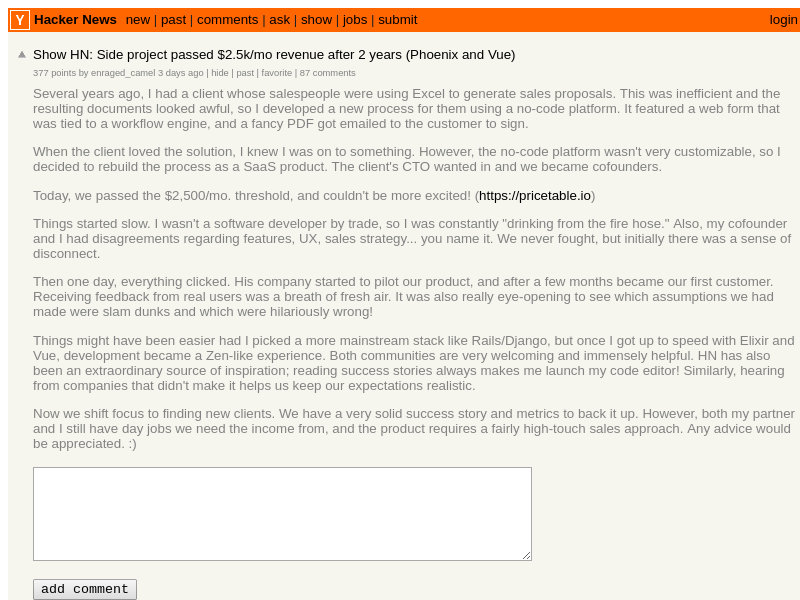 Y Hacker News new | past | comments | ask | show | jobs | submit login
Show HN: Side project passed $2.5k/mo revenue after 2 years (Phoenix and Vue)
377 points by enraged_camel 3 days ago | hide | past | favorite | 87 comments
Several years ago, I had a client whose salespeople were using Excel to generate sales proposals. This was inefficient and the
resulting documents looked awful, so I developed a new process for them using a no-code platform. It featured a web form that
was tied to a workflow engine, and a fancy PDF got emailed to the customer to sign.
When the client loved the solution, I knew I was on to something. However, the no-code platform wasn't very customizable, so I
decided to rebuild the process as a SaaS product. The client's CTO wanted in and we became cofounders.
Today, we passed the $2,500/mo. threshold, and couldn't be more excited! (https://pricetable.io)
Things started slow. I wasn't a software developer by trade, so I was constantly "drinking from the fire hose." Also, my cofounder
and I had disagreements regarding features, UX, sales strategy... you name it. We never fought, but initially there was a sense of
disconnect.
Then one day, everything clicked. His company started to pilot our product, and after a few months became our first customer.
Receiving feedback from real users was a breath of fresh air. It was also really eye-opening to see which assumptions we had
made were slam dunks and which were hilariously wrong!
Things might have been easier had I picked a more mainstream stack like Rails/Django, but once I got up to speed with Elixir and
Vue, development became a Zen-like experience. Both communities are very welcoming and immensely helpful. HN has also
been an extraordinary source of inspiration; reading success stories always makes me launch my code editor! Similarly, hearing
from companies that didn't make it helps us keep our expectations realistic.
Now we shift focus to finding new clients. We have a very solid success story and metrics to back it up. However, both my partner
and I still have day jobs we need the income from, and the product requires a fairly high-touch sales approach. Any advice would
be appreciated. :)
add comment